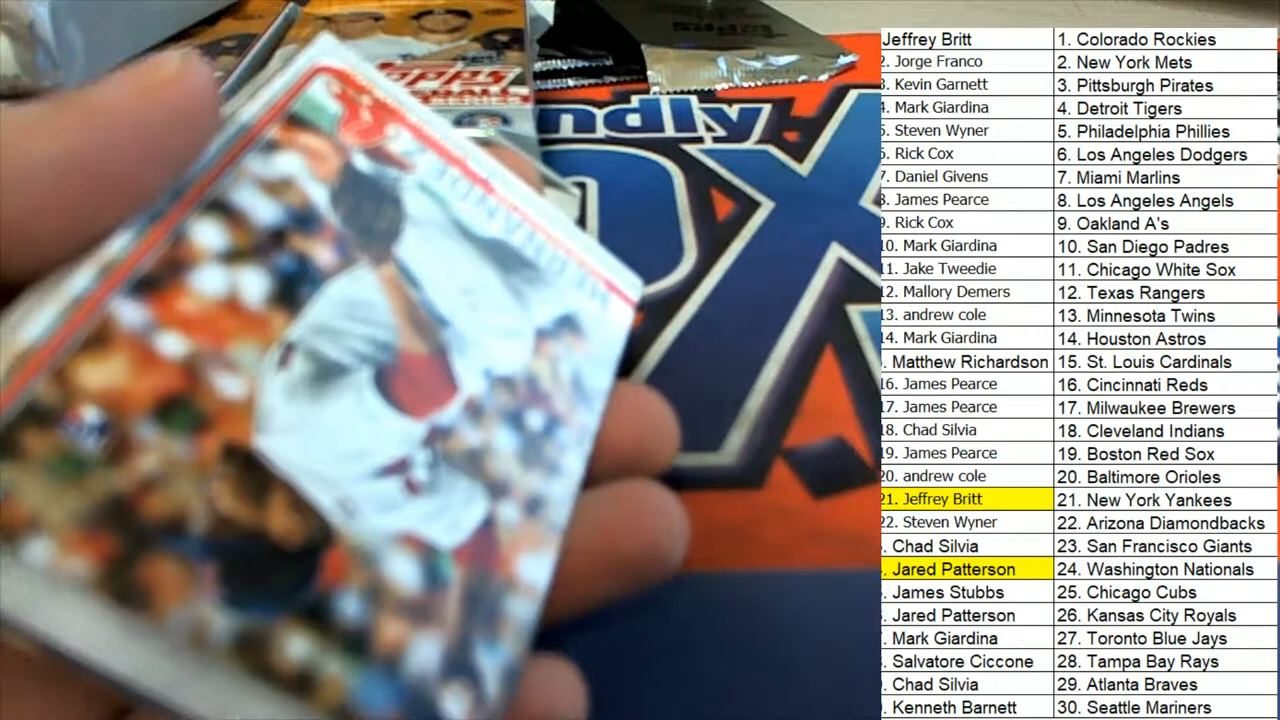 Jeffrey Britt 1. Colorado Rockies
2. Jorge Franco 2. New York Mets
3. Kevin Garnett 3. Pittsburgh Pirates
4. Mark Giardina 4. Detroit Tigers
5. Steven Wyner 5. Philadelphia Phillies
6. Rick Cox 6. Los Angeles Dodgers
7. Daniel Givens 7. Miami Marlins
8. James Pearce 8. Los Angeles Angels
9. Rick Cox 9. Oakland A's
10. Mark Giardina 10. San Diego Padres
11. Jake Tweedie 11. Chicago White Sox
12. Mallory Demers 12. Texas Rangers
13. andrew cole 13. Minnesota Twins
14. Mark Giardina 14. Houston Astros
Matthew Richardson 15. St. Louis Cardinals
16. James Pearce 16. Cincinnati Reds
17. James Pearce 17. Milwaukee Brewers
18. Chad Silvia 18. Cleveland Indians
19. James Pearce 19. Boston Red Sox
20. andrew cole 20. Baltimore Orioles
21. Jeffrey Britt 21. New York Yankees
22. Steven Wyner 22. Arizona Diamondbacks
Chad Silvia 23. San Francisco Giants
Jared Patterson 24. Washington Nationals
James Stubbs 25. Chicago Cubs
Jared Patterson 26. Kansas City Royals
Mark Giardina 27. Toronto Blue Jays
Salvatore Ciccone 28. Tampa Bay Rays
Chad Silvia 29. Atlanta Braves
Kenneth Barnett 30. Seattle Mariners
Topps
ndly
OX